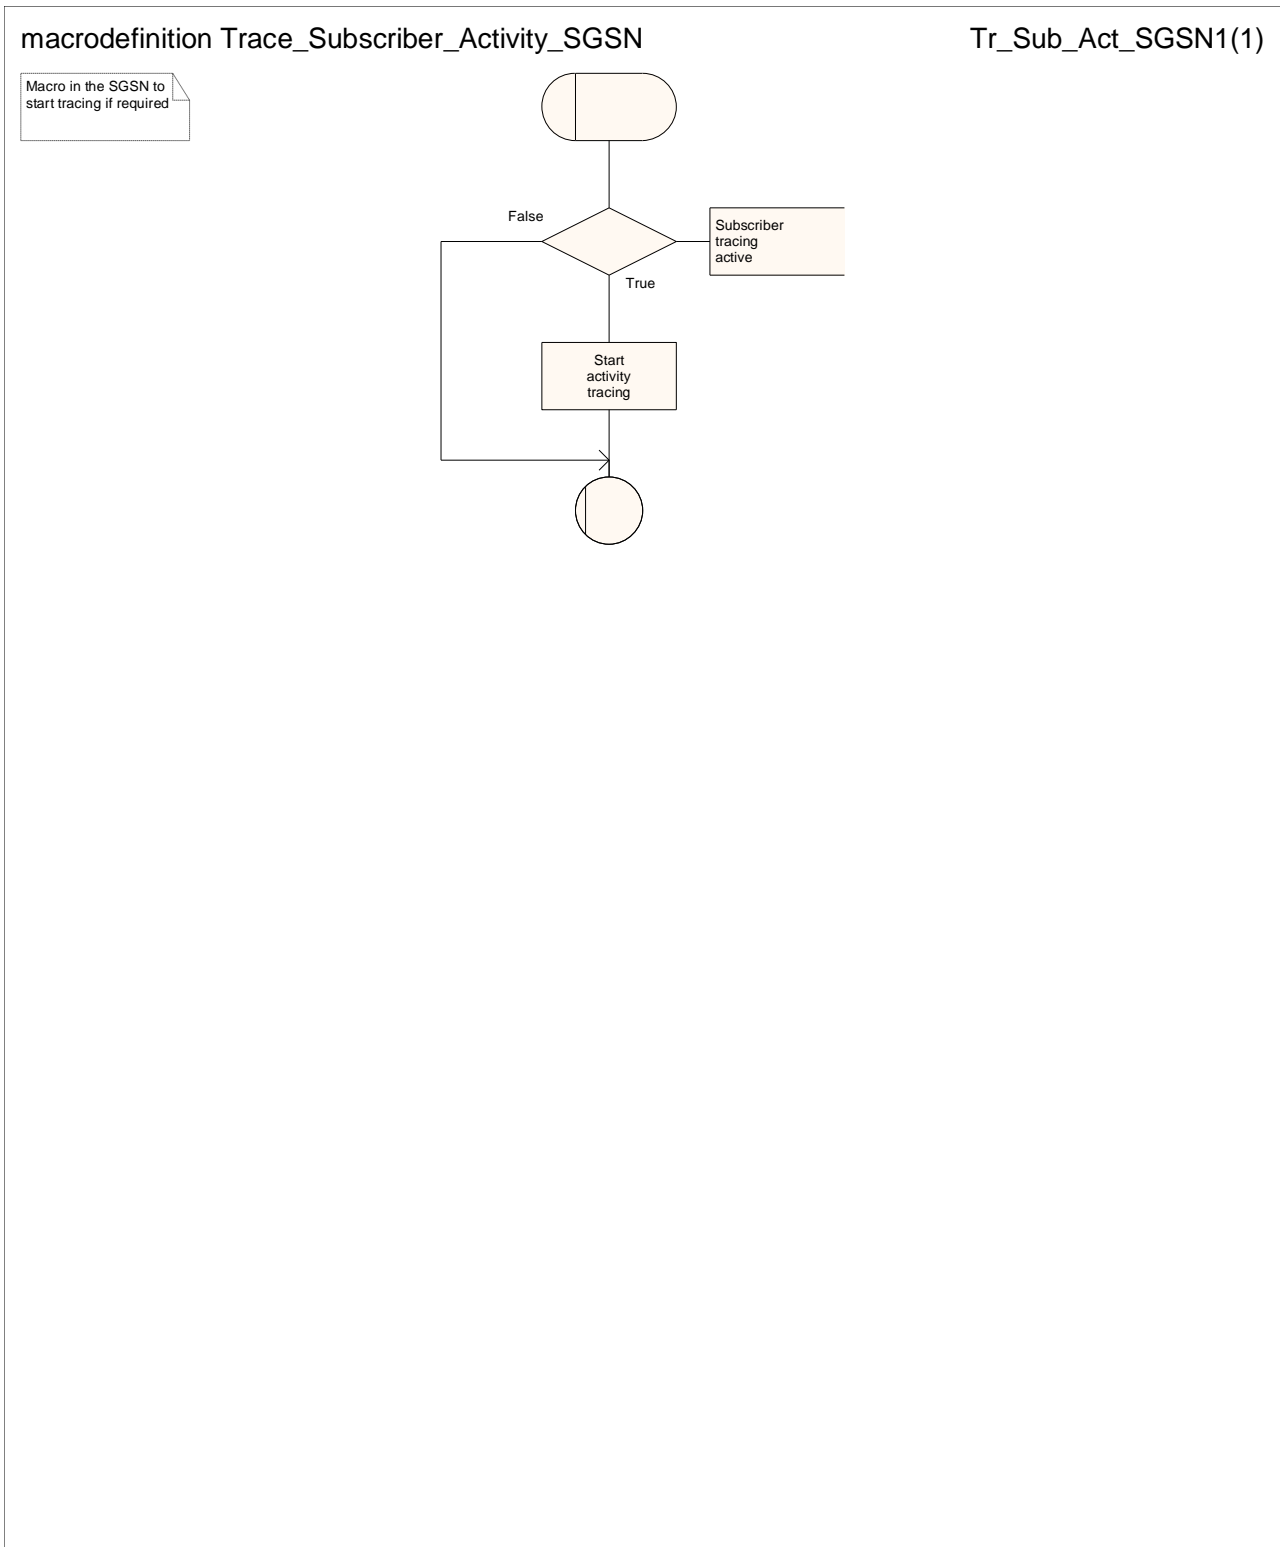 macrodefinition Trace_Subscriber_Activity_SGSN
Tr_Sub_Act_SGSN1(1)
Macro in the SGSN to
start tracing if required
False
Subscriber
tracing
active
True
Start
activity
tracing